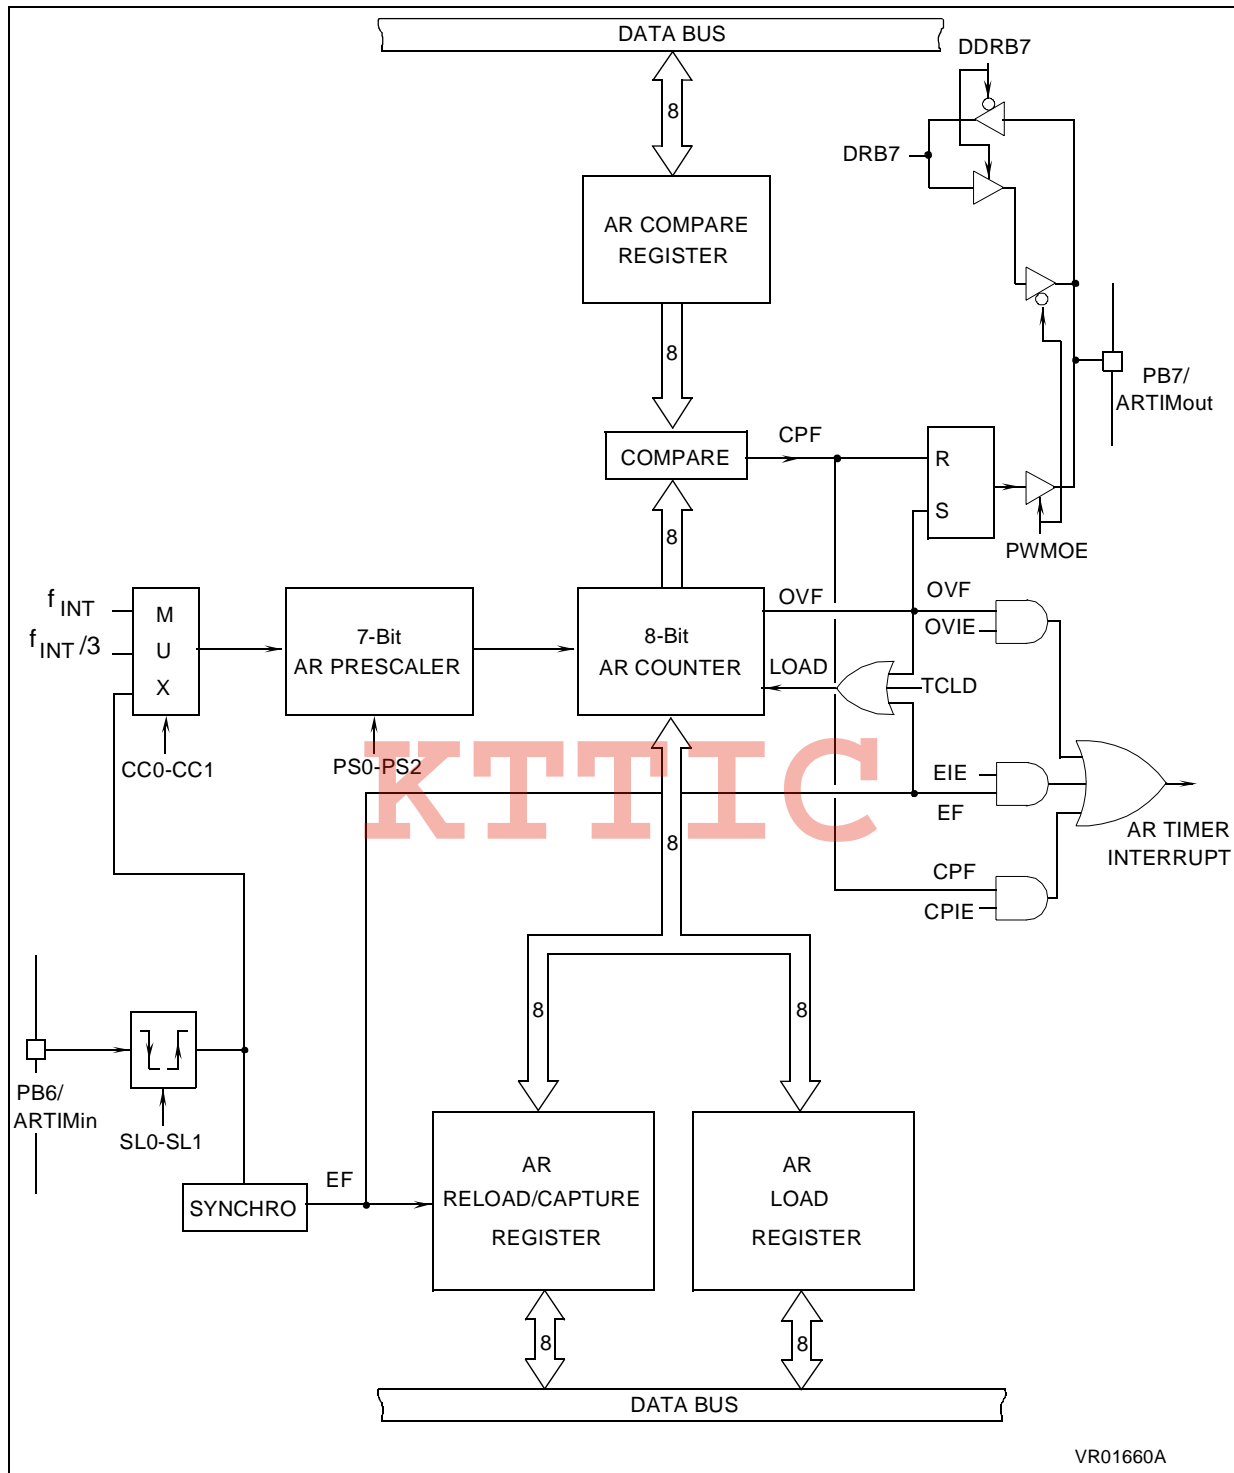 DATA BUS
DDRB7
8
DRB7
AR COMPARE
REGISTER
8
PB7/
ARTIMout
CPF
COMPARE
R
S
8
PWMOE
f INT
f INT /3
M
U
X
7-Bit
AR PRESCALER
8-Bit
AR COUNTER
OVF
OVF
OVIE
LOAD
TCLD
CC0-CC1
PS0-PS2
KTTIC
EIE
EF
8
AR TIMER
INTERRUPT
CPF
CPIE
8
8
PB6/
ARTIMin
SL0-SL1
SYNCHRO
EF
AR
RELOAD/CAPTURE
REGISTER
AR
LOAD
REGISTER
8
8
DATA BUS
VR01660A